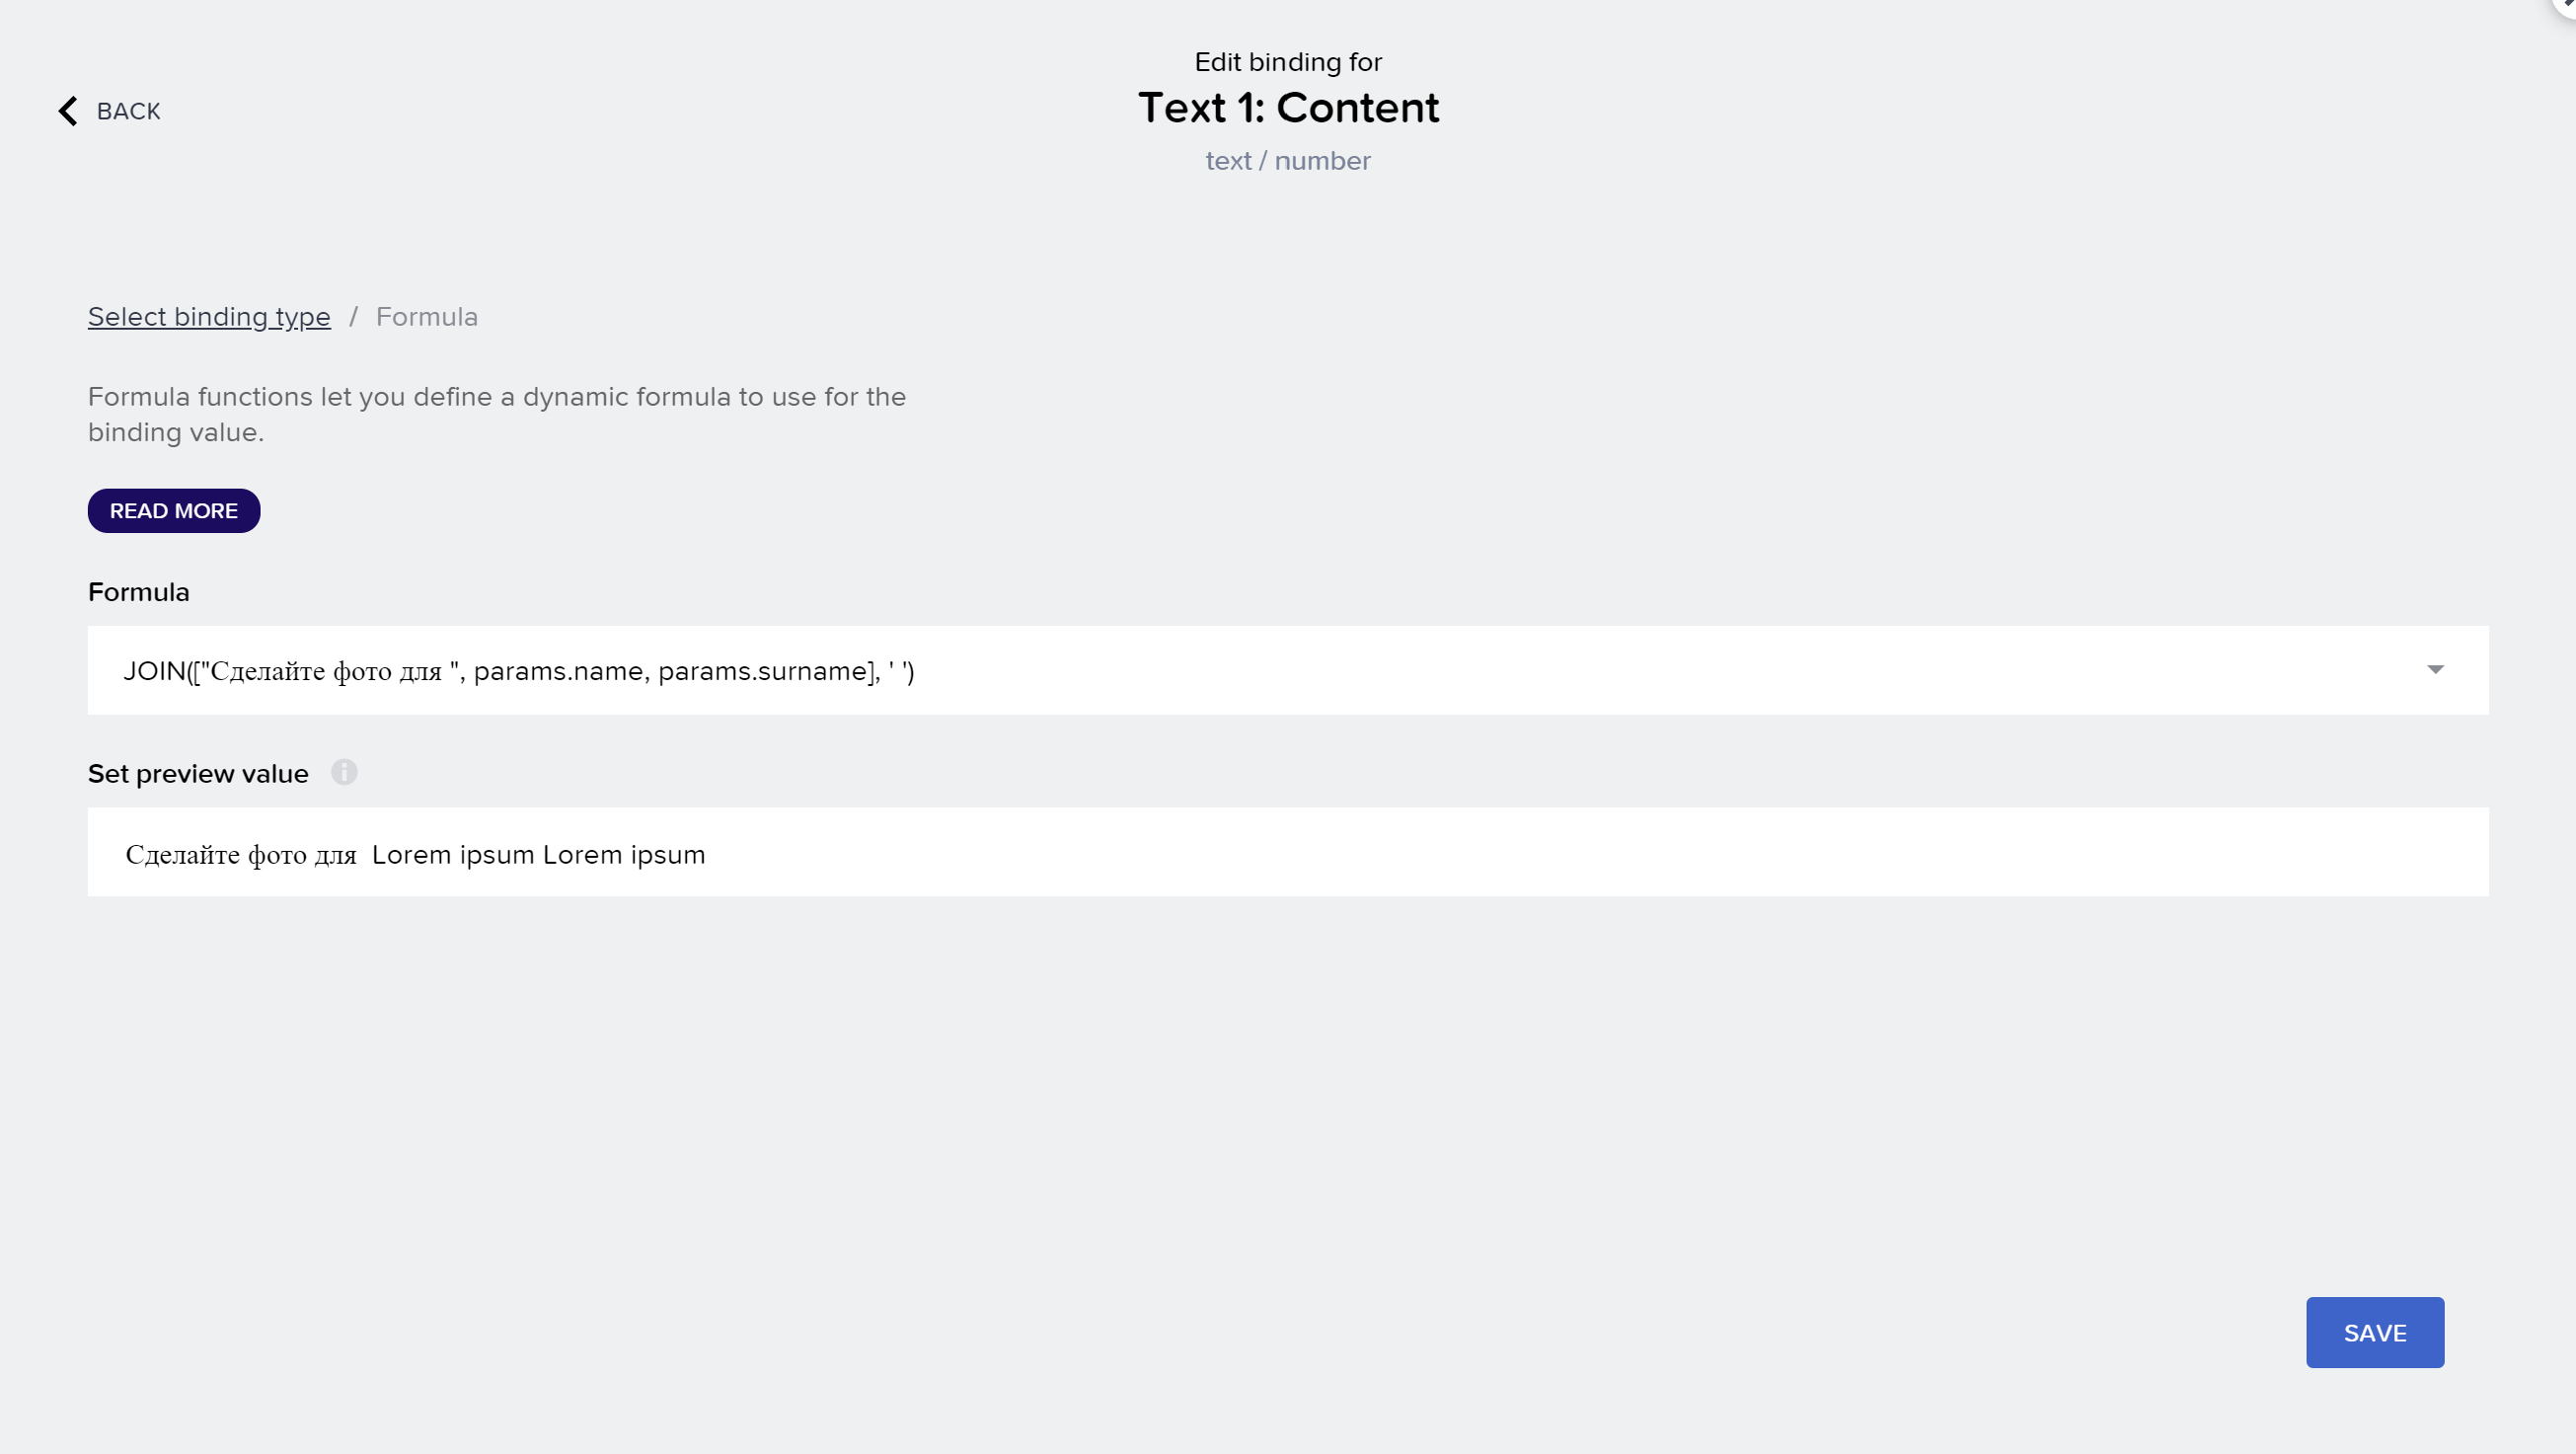 Edit binding for
BACK
Text 1: Content
text / number
Select binding type / Formula
Formula functions let you define a dynamic formula to use for the
binding value.
READ MORE
Formula
JOIN(["Сделайте фото для ", params.name, params.surname], ' ')
Set preview value
Сделайте фото для  Lorem ipsum Lorem ipsum
SAVE